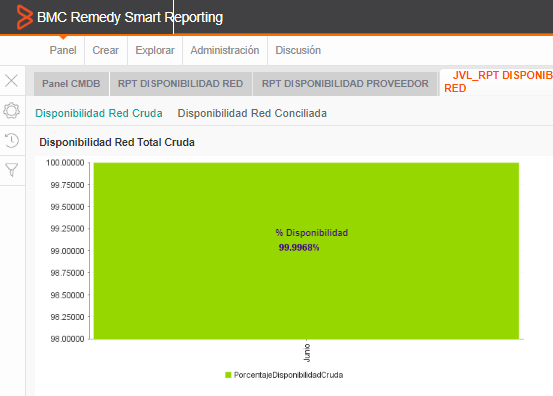 BMC Remedy Smart Reporting
Panel Crear Explorar Administración Discusión
Panel CMDB RPT DISPONIBILIDAD RED RPT DISPONIBILIDAD PROVEEDOR JVL_RPT DISPONIB
RED
Disponibilidad Red Cruda Disponibilidad Red Conciliada
Disponibilidad Red Total Cruda
100.00000
99.75000
99.50000
99.25000
99.00000
98.75000
98.50000
98.25000
98.00000
% Disponibilidad
99.9968%
Junio
PorcentajeDisponibilidadCruda